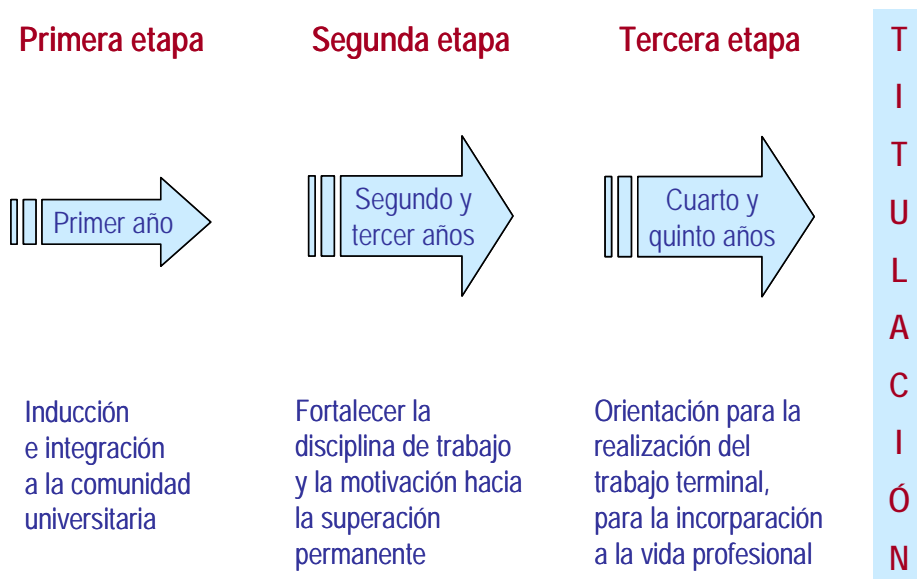 Primera etapa
Segunda etapa
Tercera etapa
Primer año
Segundo y
tercer años
Cuarto y
quinto años
Inducción
e integración
a la comunidad
universitaria
Fortalecer la
disciplina de trabajo
y la motivación hacia
la superación
permanente
Orientación para la
realización del
trabajo terminal,
para la incorparación
a la vida profesional
T
I
T
U
L
A
C
I
Ó
N